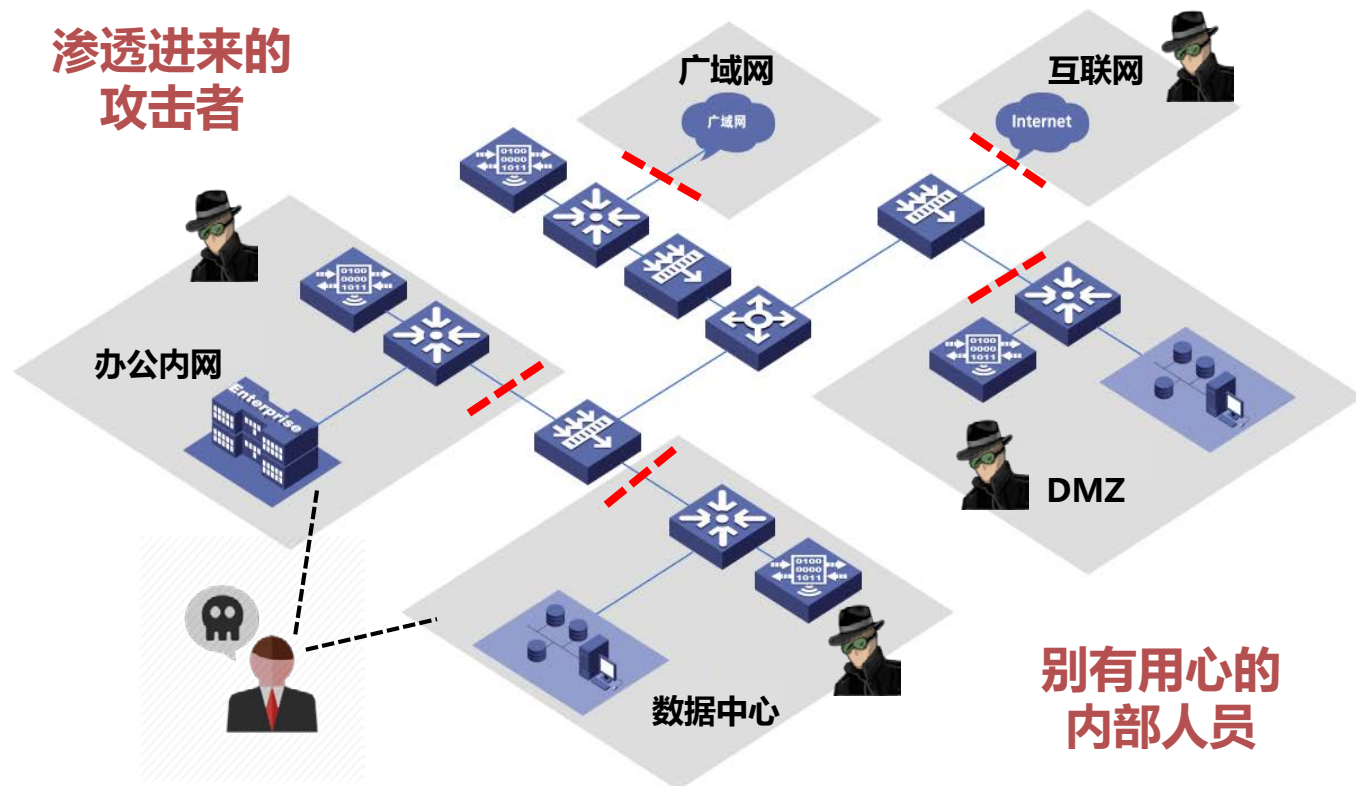 渗透进来的
攻击者
广域网
广域网
互联网
Internet
0100
0000
1011
0100
0000
1011
办公内网
Enterprise
0100
0000
1011
DMZ
0100
0000
1011
数据中心
别有用心的
内部人员